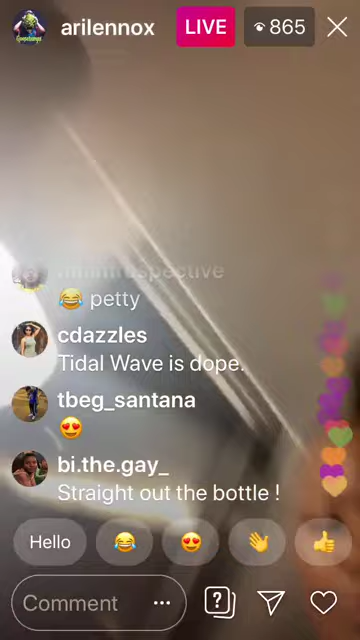 arilennox LIVE 865
😂 petty
cdazzles
Tidal Wave is dope.
tbeg_santana
😍
bi.the.gay_
Straight out the bottle !
Hello 😂 😍 👋 👍
Comment